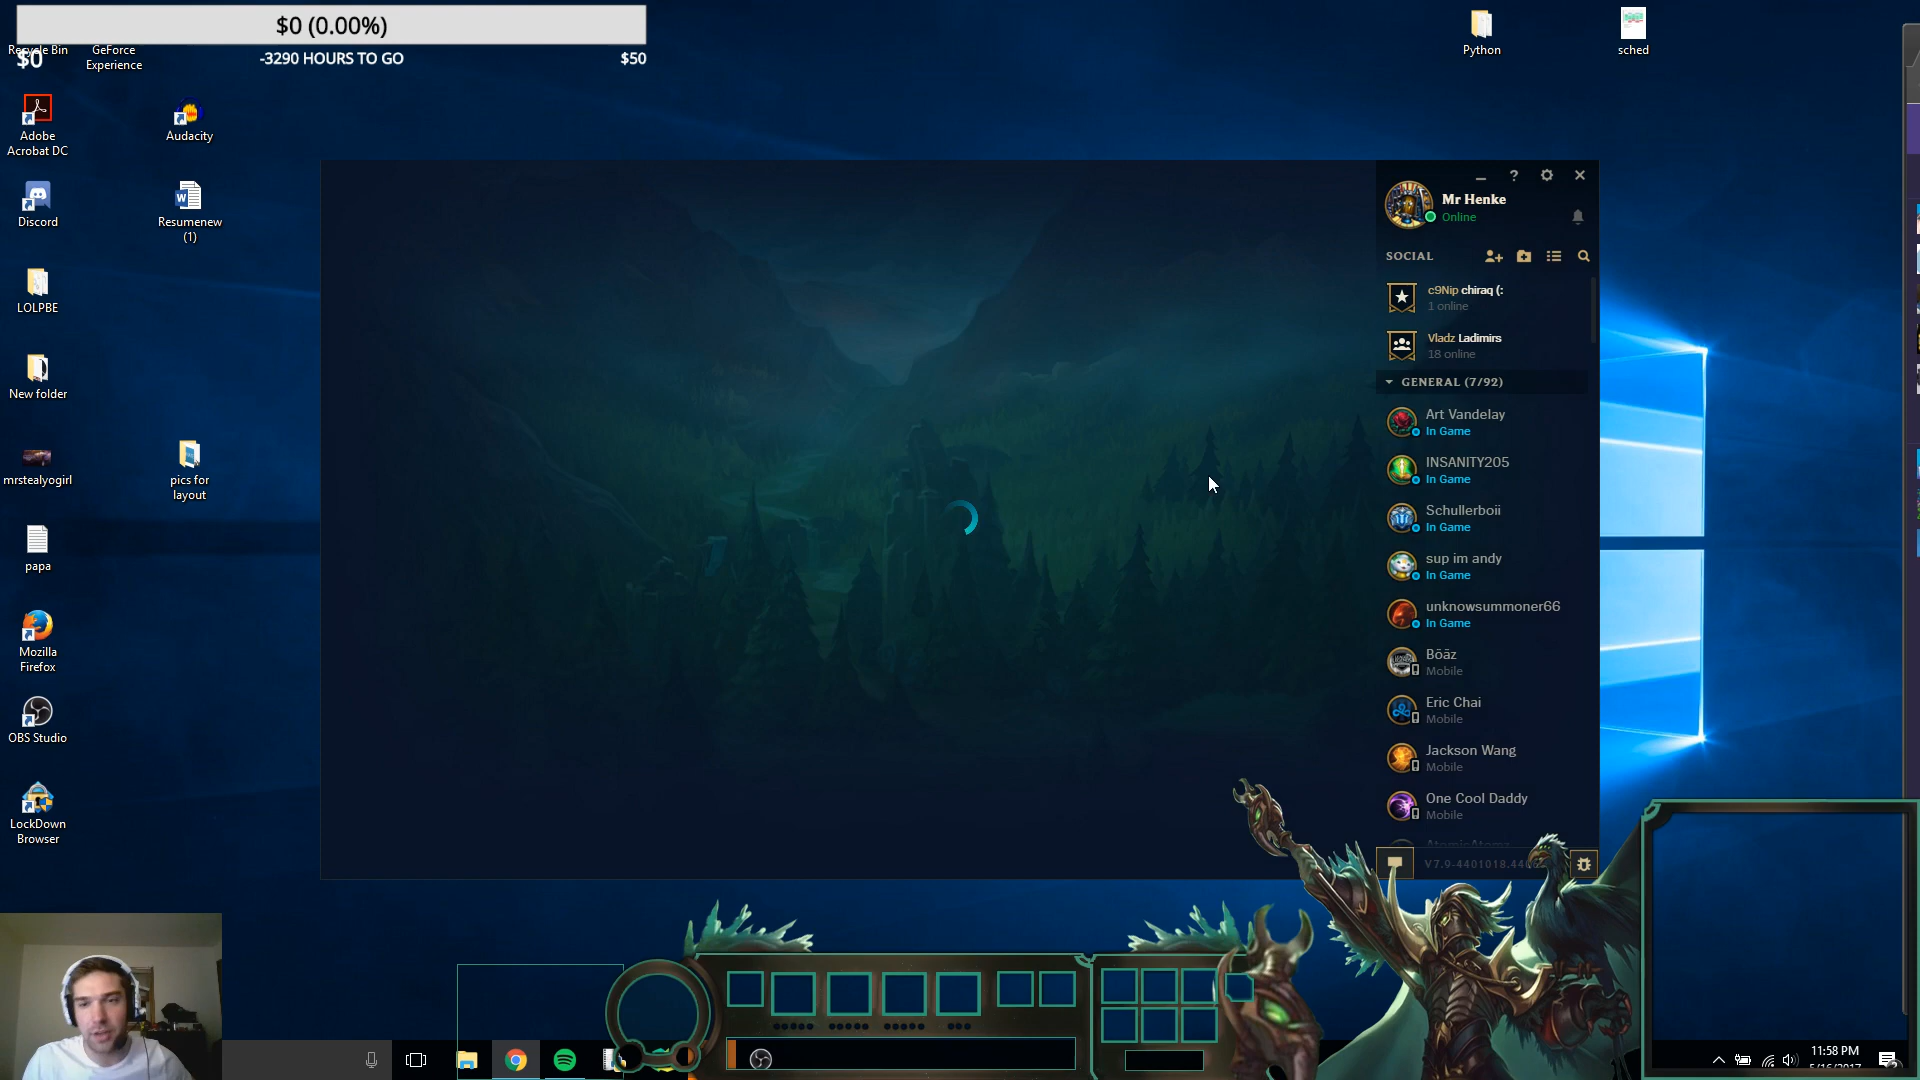 $0 (0.00%)
$0
-3290 HOURS TO GO
$50
Recycle Bin
GeForce
Experience
Python
sched
Adobe
Acrobat DC
Audacity
Discord
Resumenew
(1)
LOLPBE
New folder
mrstealyogirl
pics for
layout
papa
Mozilla
Firefox
OBS Studio
LockDown
Browser
Mr Henke
Online
SOCIAL
c9Nip chiraq (:
1 online
Vladz Ladimirs
18 online
GENERAL (7/92)
Art Vandelay
In Game
INSANITY205
In Game
Schullerboii
In Game
sup im andy
In Game
unknowsummoner66
In Game
Böäz
Mobile
Eric Chai
Mobile
Jackson Wang
Mobile
One Cool Daddy
Mobile
11:58 PM
5/16/2017